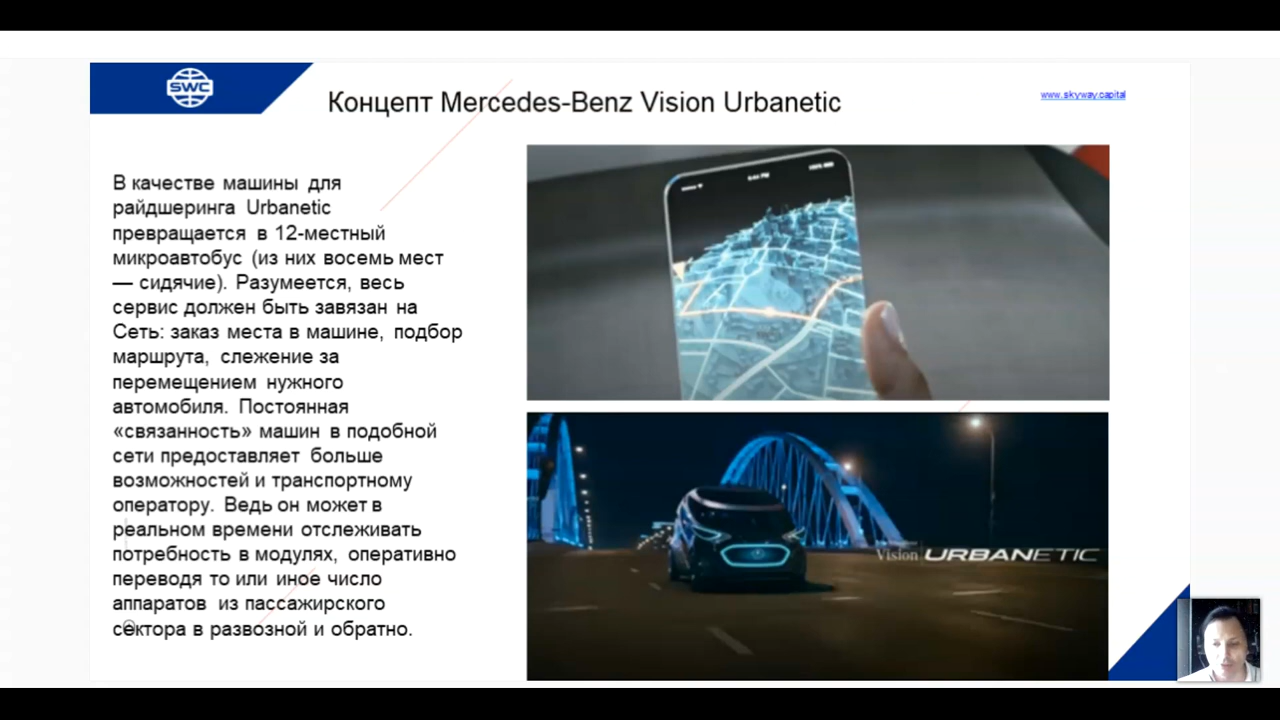 SWC
Концепт Mercedes-Benz Vision Urbanetic
www.skyway.capital
В качестве машины для
райдшеринга Urbanetic
превращается в 12-местный
микроавтобус (из них восемь мест
— сидячие). Разумеется, весь
сервис должен быть завязан на
Сеть: заказ места в машине, подбор
маршрута, слежение за
перемещением нужного
автомобиля. Постоянная
«связанность» машин в подобной
сети предоставляет больше
возможностей и транспортному
оператору. Ведь он может в
реальном времени отслеживать
потребность в модулях, оперативно
переводя то или иное число
аппаратов из пассажирского
сектора в развозной и обратно.
Vision URBANETIC